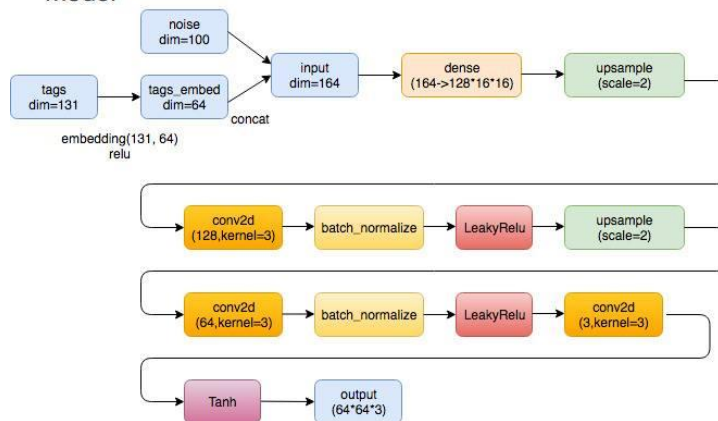 model
noise
dim=100
tags
dim=131
tags_embed
dim=64
input
dim=164
dense
(164->128*16*16)
upsample
(scale=2)
concat
embedding(131, 64)
relu
conv2d
(128,kernel=3)
batch_normalize
LeakyRelu
upsample
(scale=2)
conv2d
(64,kernel=3)
batch_normalize
LeakyRelu
conv2d
(3,kernel=3)
Tanh
output
(64*64*3)